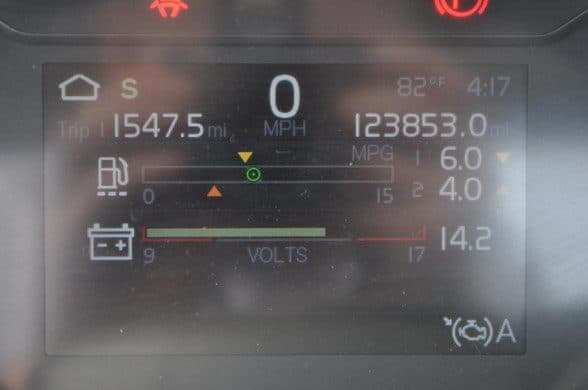 S 0 82°F 4:17
Trip 1547.5 mi MPH 123853.0 mi
MPG 1 6.0
0 15 2 4.0
9 VOLTS 17 14.2
A